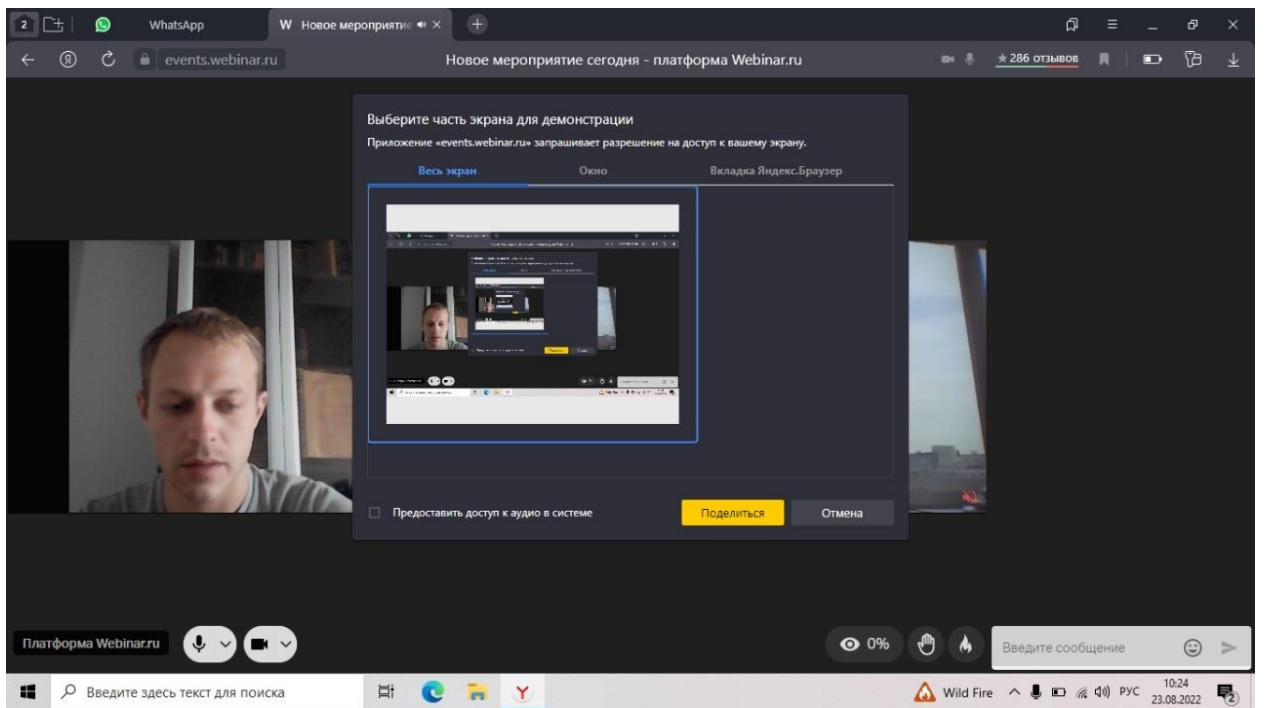 2
WhatsApp
W Новое мероприятие
events.webinar.ru
Новое мероприятие сегодня - платформа Webinar.ru
★ 286 отзывов
Выберите часть экрана для демонстрации
Приложение «events.webinar.ru» запрашивает разрешение на доступ к вашему экрану.
Весь экран
Окно
Вкладка Яндекс.Браузер
Предоставить доступ к аудио в системе
Поделиться
Отмена
Платформа Webinar.ru
0%
Введите сообщение
Введите здесь текст для поиска
Wild Fire
РУС
10:24
23.08.2022
2